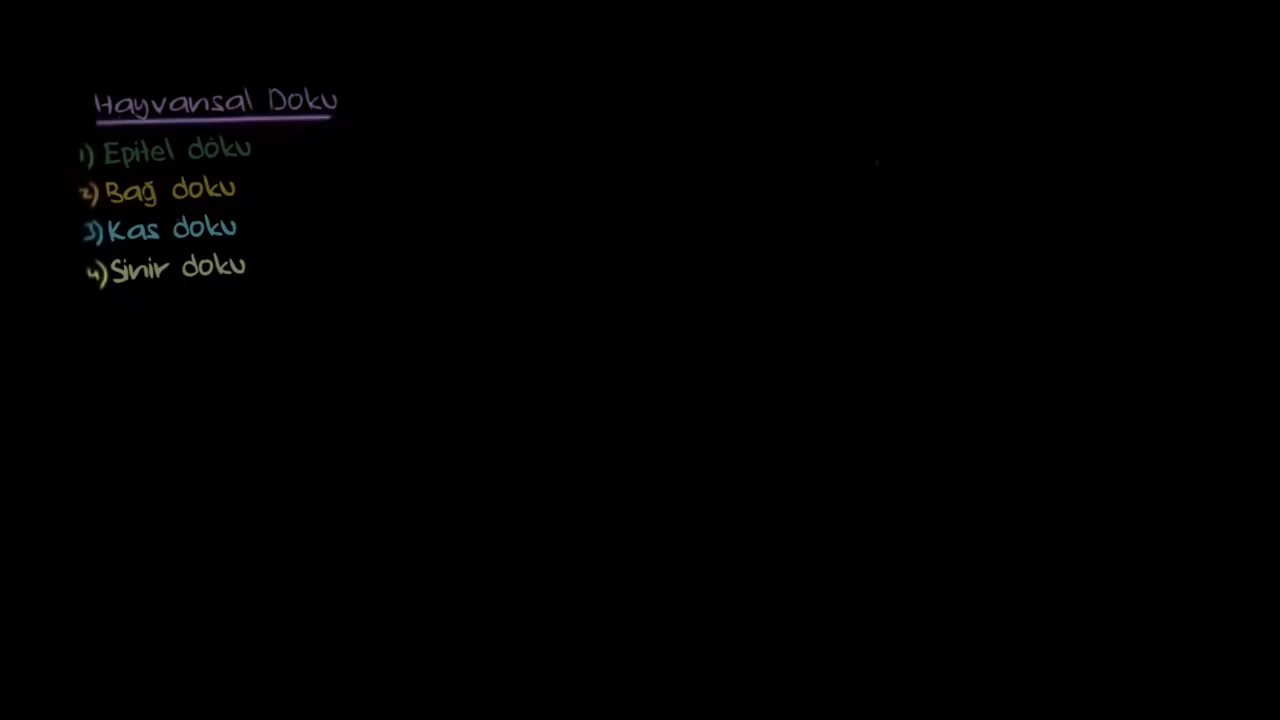 Hayvansal Doku
1) Epitel doku
2) Bağ doku
3) Kas doku
4) Sinir doku